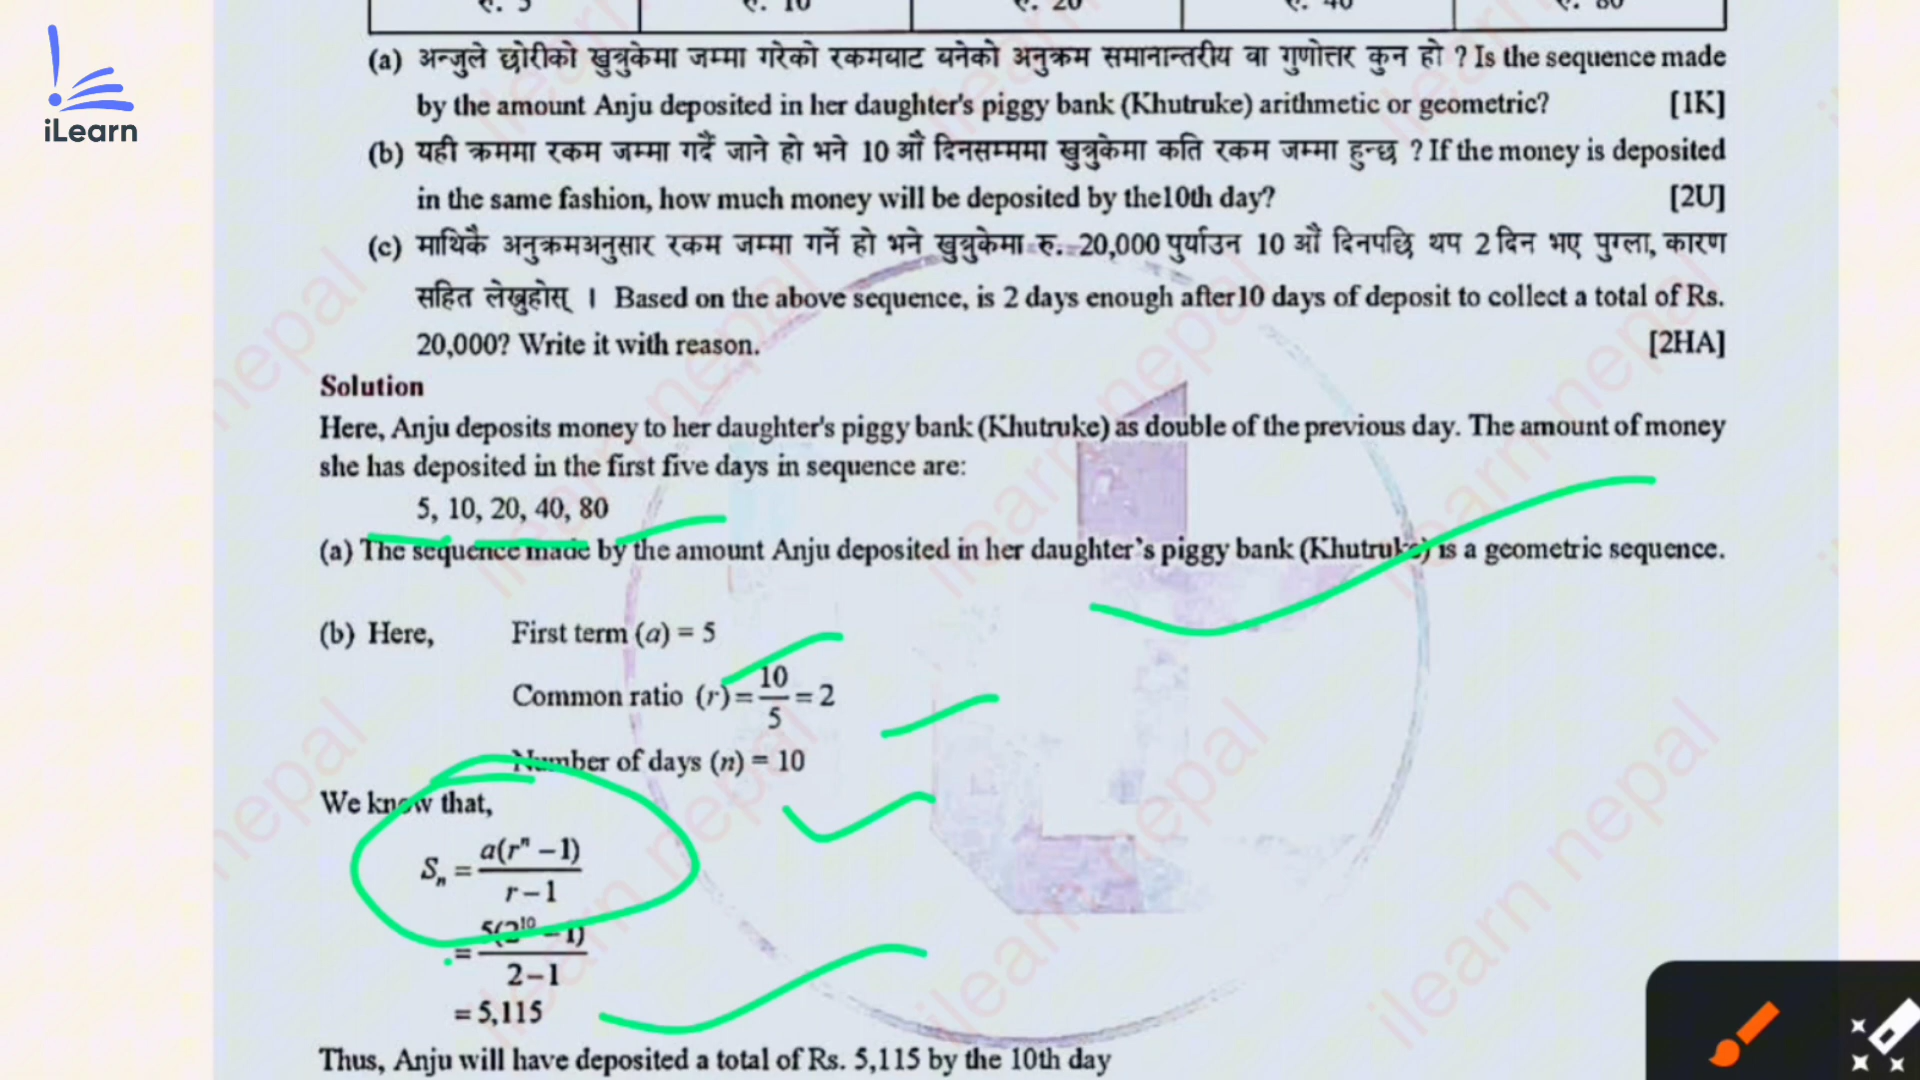 रु. 5 रु. 10 रु. 20 रु. 40 रु. 80
(a) अन्जुले छोरीको खुत्रुकेमा जम्मा गरेको रकमबाट बनेको अनुक्रम समानान्तरीय वा गुणोत्तर कुन हो ? Is the sequence made
by the amount Anju deposited in her daughter's piggy bank (Khutruke) arithmetic or geometric? [1K]
(b) यही क्रममा रकम जम्मा गर्दै जाने हो भने 10 औं दिनसम्ममा खुत्रुकेमा कति रकम जम्मा हुन्छ ? If the money is deposited
in the same fashion, how much money will be deposited by the10th day? [2U]
(c) माथिकै अनुक्रमअनुसार रकम जम्मा गर्ने हो भने खुत्रुकेमा रु. 20,000 पुर्याउन 10 औं दिनपछि थप 2 दिन भए पुग्ला, कारण
सहित लेख्नुहोस् । Based on the above sequence, is 2 days enough after10 days of deposit to collect a total of Rs.
20,000? Write it with reason. [2HA]
Solution
Here, Anju deposits money to her daughter's piggy bank (Khutruke) as double of the previous day. The amount of money
she has deposited in the first five days in sequence are:
5, 10, 20, 40, 80
(a) The sequence made by the amount Anju deposited in her daughter's piggy bank (Khutruke) is a geometric sequence.
(b) Here, First term (a) = 5
Common ratio (r) = 10/5 = 2
Number of days (n) = 10
We know that,
Sₙ = a(rⁿ – 1)/r – 1
= 5(2¹⁰ – 1)/2 – 1
= 5,115
Thus, Anju will have deposited a total of Rs. 5,115 by the 10th day
iLearn
ilearn nepal